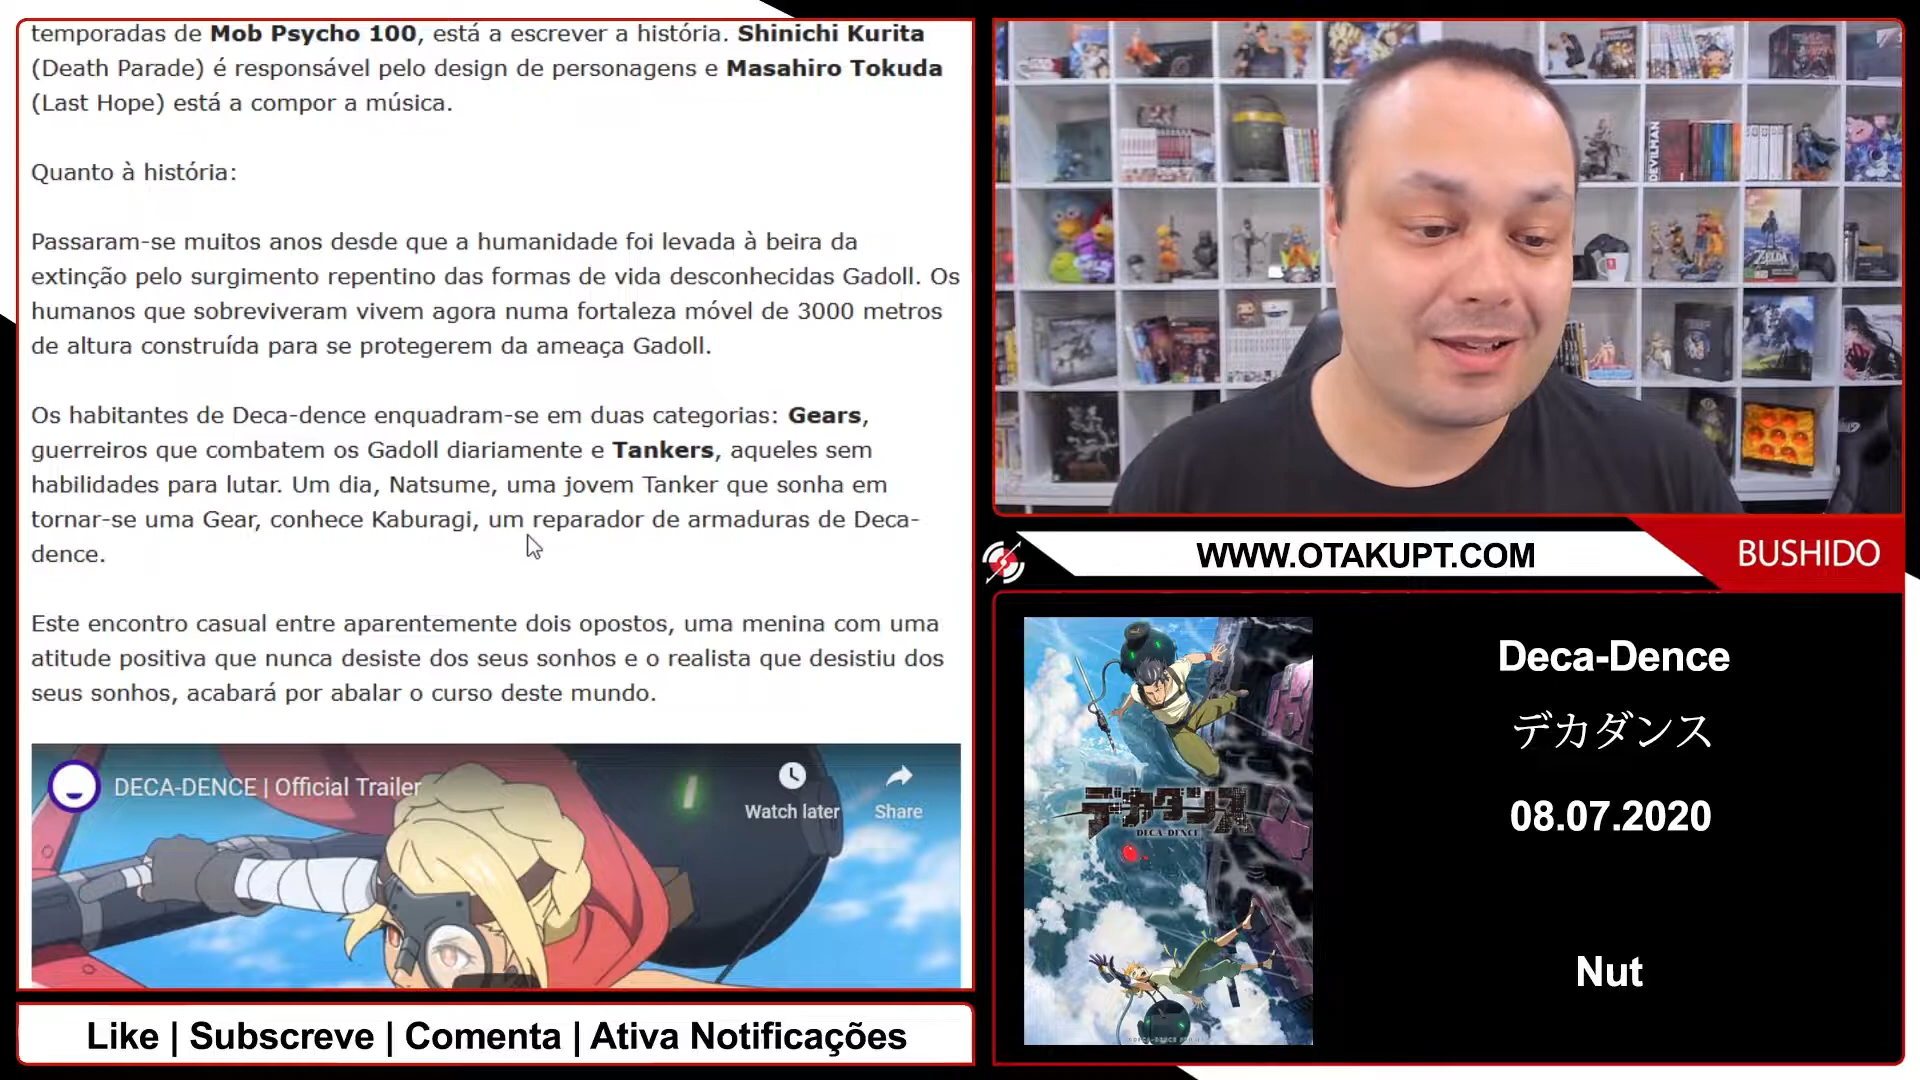 temporadas de Mob Psycho 100, está a escrever a história. Shinichi Kurita
(Death Parade) é responsável pelo design de personagens e Masahiro Tokuda
(Last Hope) está a compor a música.
Quanto à história:
Passaram-se muitos anos desde que a humanidade foi levada à beira da
extinção pelo surgimento repentino das formas de vida desconhecidas Gadoll. Os
humanos que sobreviveram vivem agora numa fortaleza móvel de 3000 metros
de altura construída para se protegerem da ameaça Gadoll.
Os habitantes de Deca-dence enquadram-se em duas categorias: Gears,
guerreiros que combatem os Gadoll diariamente e Tankers, aqueles sem
habilidades para lutar. Um dia, Natsume, uma jovem Tanker que sonha em
tornar-se uma Gear, conhece Kaburagi, um reparador de armaduras de Deca-
dence.
Este encontro casual entre aparentemente dois opostos, uma menina com uma
atitude positiva que nunca desiste dos seus sonhos e o realista que desistiu dos
seus sonhos, acabará por abalar o curso deste mundo.
DECA-DENCE | Official Trailer
Watch later
Share
Like | Subscreve | Comenta | Ativa Notificações
DEVILMAN
ZELDA
WWW.OTAKUPT.COM
BUSHIDO
デカダンス
DECA-DENCE
Deca-Dence
デカダンス
08.07.2020
Nut